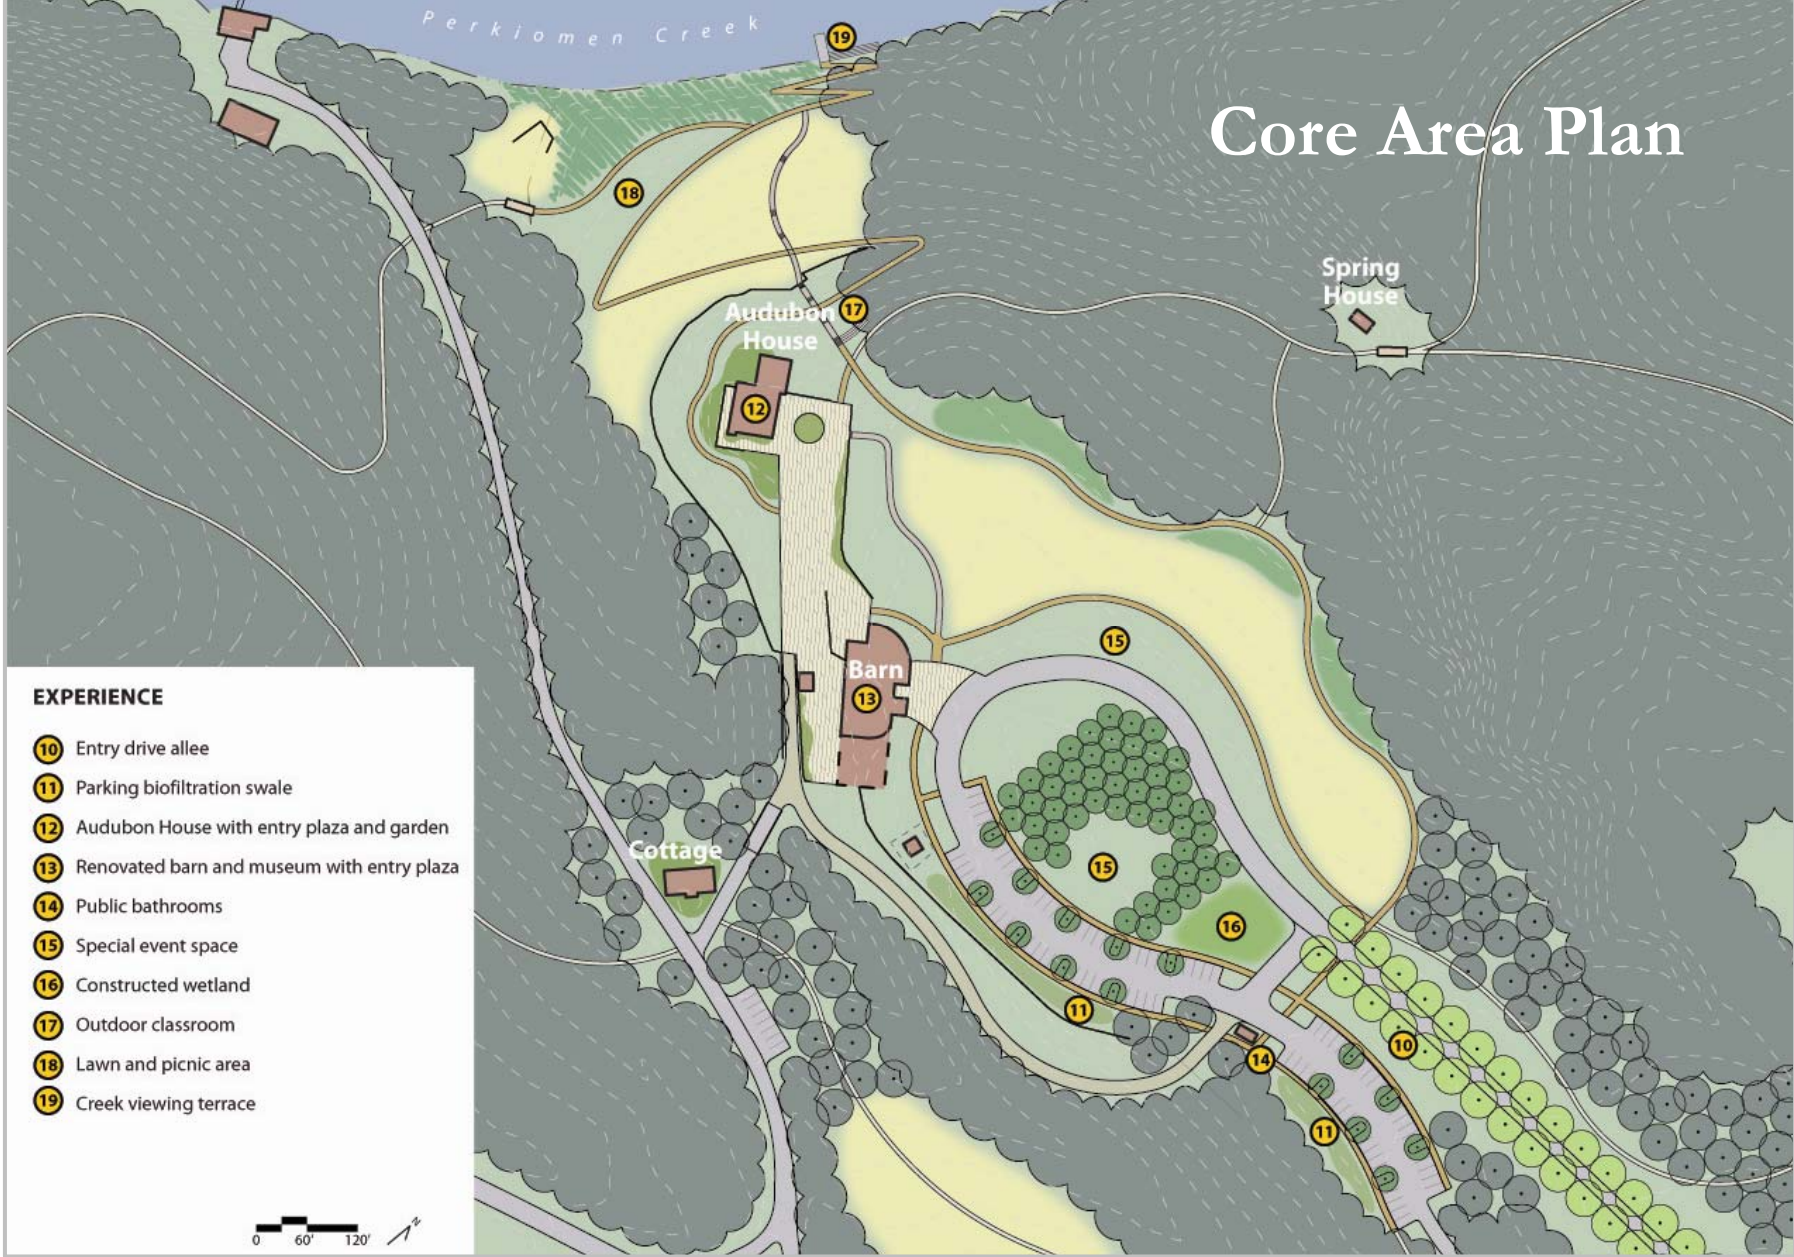 Perkiomen Creek
19
Core Area Plan
18
Spring
House
17
Audubon
House
12
15
Barn
13
Cottage
15
16
11
10
14
11
EXPERIENCE
10 Entry drive allee
11 Parking biofiltration swale
12 Audubon House with entry plaza and garden
13 Renovated barn and museum with entry plaza
14 Public bathrooms
15 Special event space
16 Constructed wetland
17 Outdoor classroom
18 Lawn and picnic area
19 Creek viewing terrace
0 60' 120' N